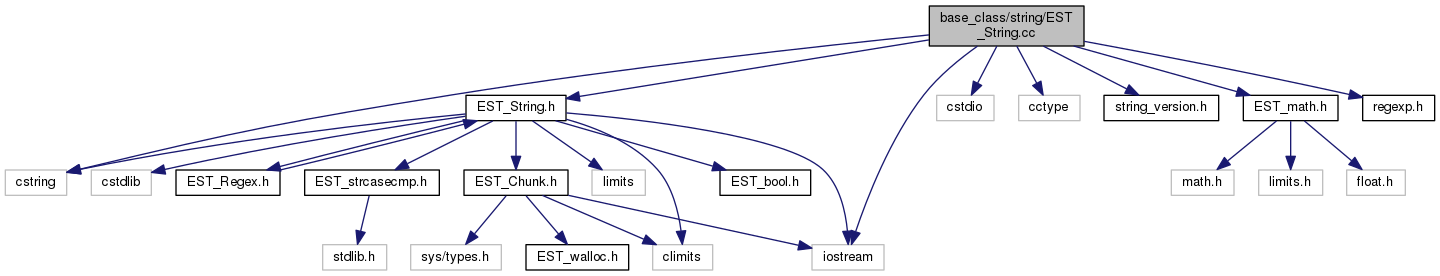 base_class/string/EST
_String.cc
EST_String.h
cstdio
cctype
string_version.h
EST_math.h
regexp.h
cstring
cstdlib
EST_Regex.h
EST_strcasecmp.h
EST_Chunk.h
limits
EST_bool.h
math.h
limits.h
float.h
stdlib.h
sys/types.h
EST_walloc.h
climits
iostream